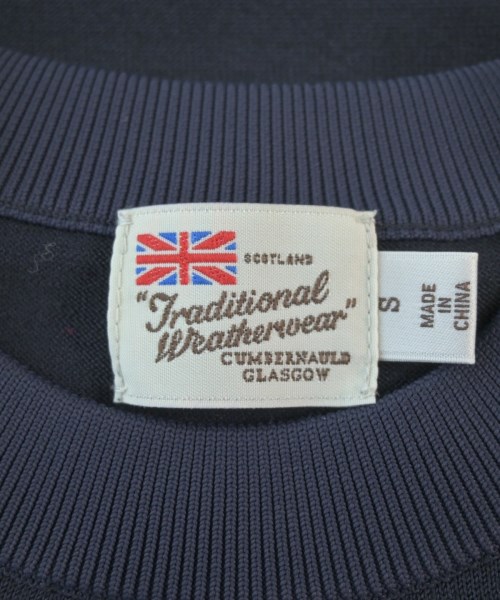 SCOTLAND
"Traditional
Weatherwear"
CUMBERNAULD
GLASGOW
S
MADE
IN
CHINA